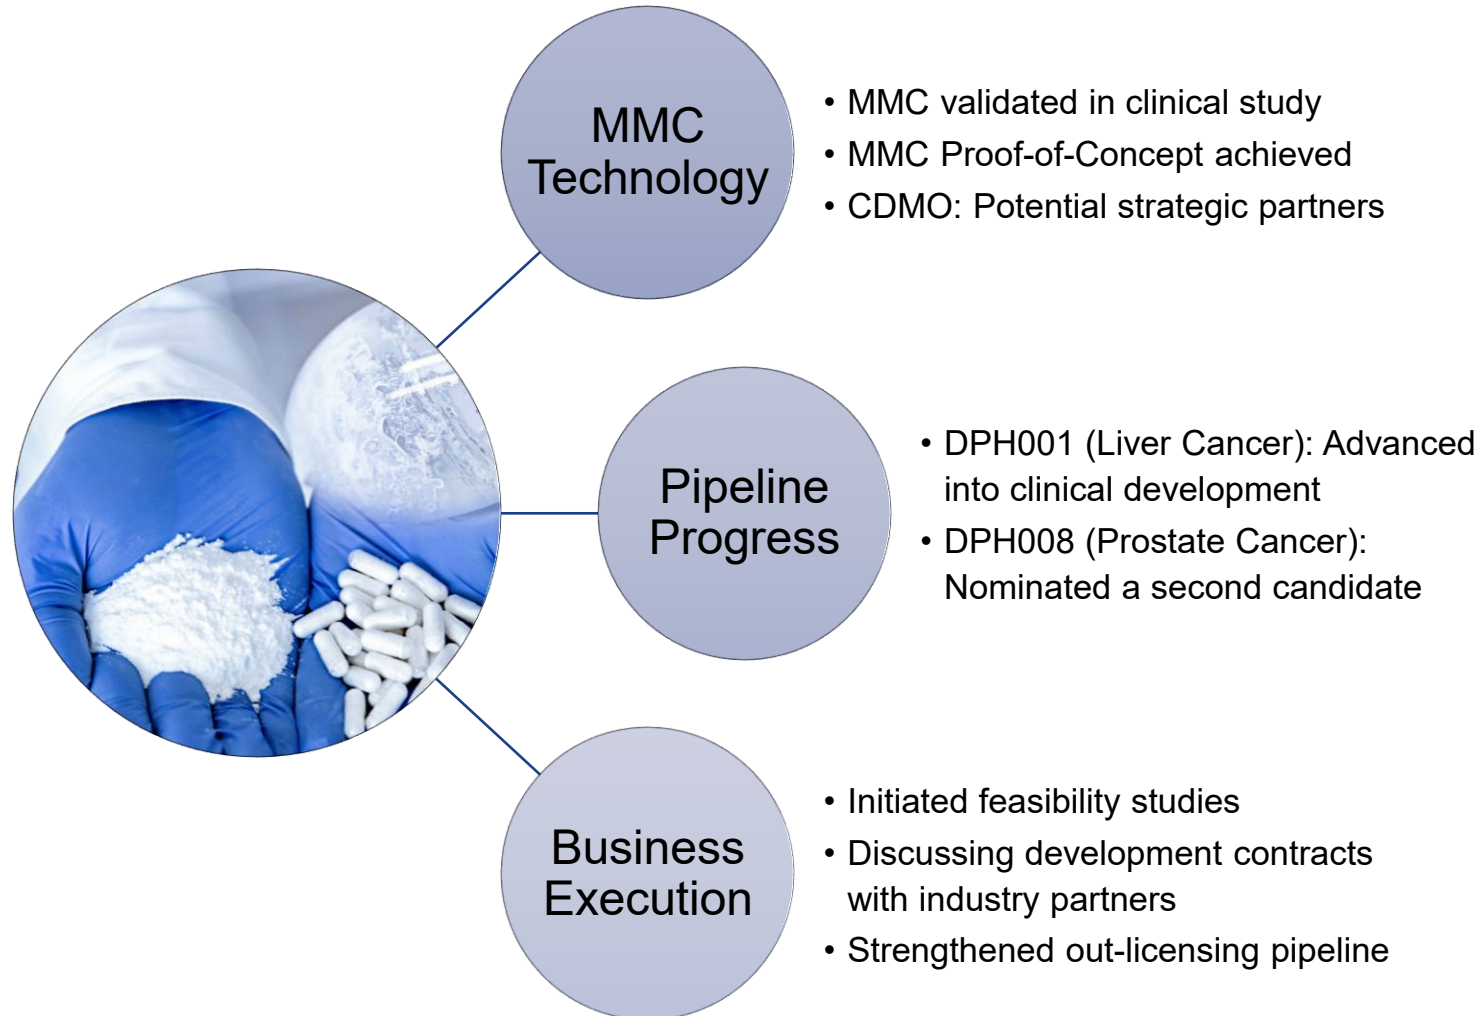 MMC
Technology
• MMC validated in clinical study
• MMC Proof-of-Concept achieved
• CDMO: Potential strategic partners
Pipeline
Progress
• DPH001 (Liver Cancer): Advanced
into clinical development
• DPH008 (Prostate Cancer):
Nominated a second candidate
Business
Execution
• Initiated feasibility studies
• Discussing development contracts
with industry partners
• Strengthened out-licensing pipeline